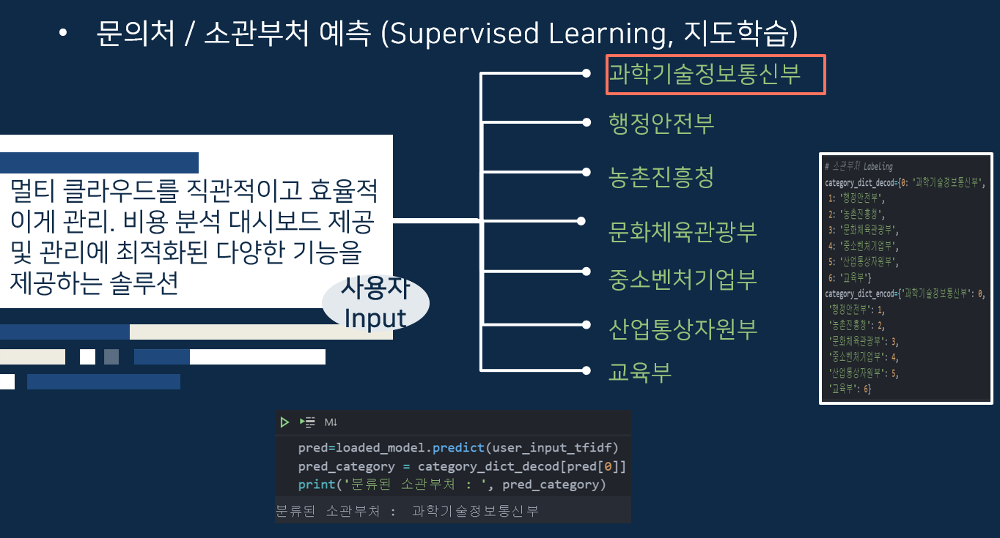 • 문의처 / 소관부처 예측 (Supervised Learning, 지도학습)
멀티 클라우드를 직관적이고 효율적
이게 관리. 비용 분석 대시보드 제공
및 관리에 최적화된 다양한 기능을
제공하는 솔루션
사용자
Input
과학기술정보통신부
행정안전부
농촌진흥청
문화체육관광부
중소벤처기업부
산업통상자원부
교육부
# 소관부처 Labeling
category_dict_decod={0: '과학기술정보통신부',
1: '행정안전부',
2: '농촌진흥청',
3: '문화체육관광부',
4: '중소벤처기업부',
5: '산업통상자원부',
6: '교육부'}
category_dict_encod={'과학기술정보통신부': 0,
'행정안전부': 1,
'농촌진흥청': 2,
'문화체육관광부': 3,
'중소벤처기업부': 4,
'산업통상자원부': 5,
'교육부': 6}
M↓
pred=loaded_model.predict(user_input_tfidf)
pred_category = category_dict_decod[pred[0]]
print('분류된 소관부처 : ', pred_category)
분류된 소관부처 :  과학기술정보통신부